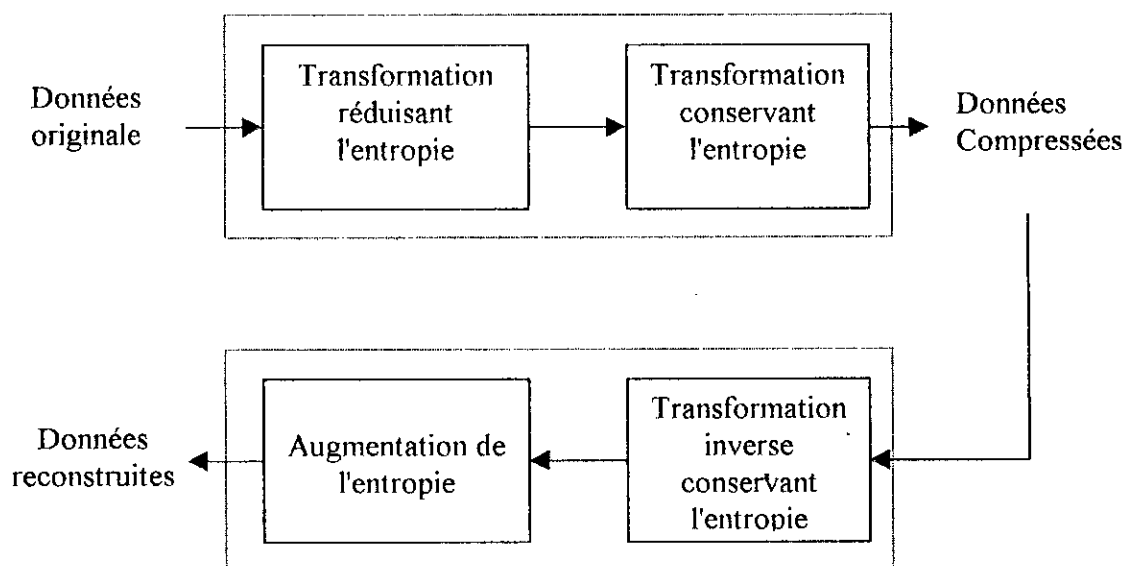 Données
originale
Transformation
réduisant
l'entropie
Transformation
conservant
l'entropie
Données
Compressées
Données
reconstruites
Augmentation de
l'entropie
Transformation
inverse
conservant
l'entropie